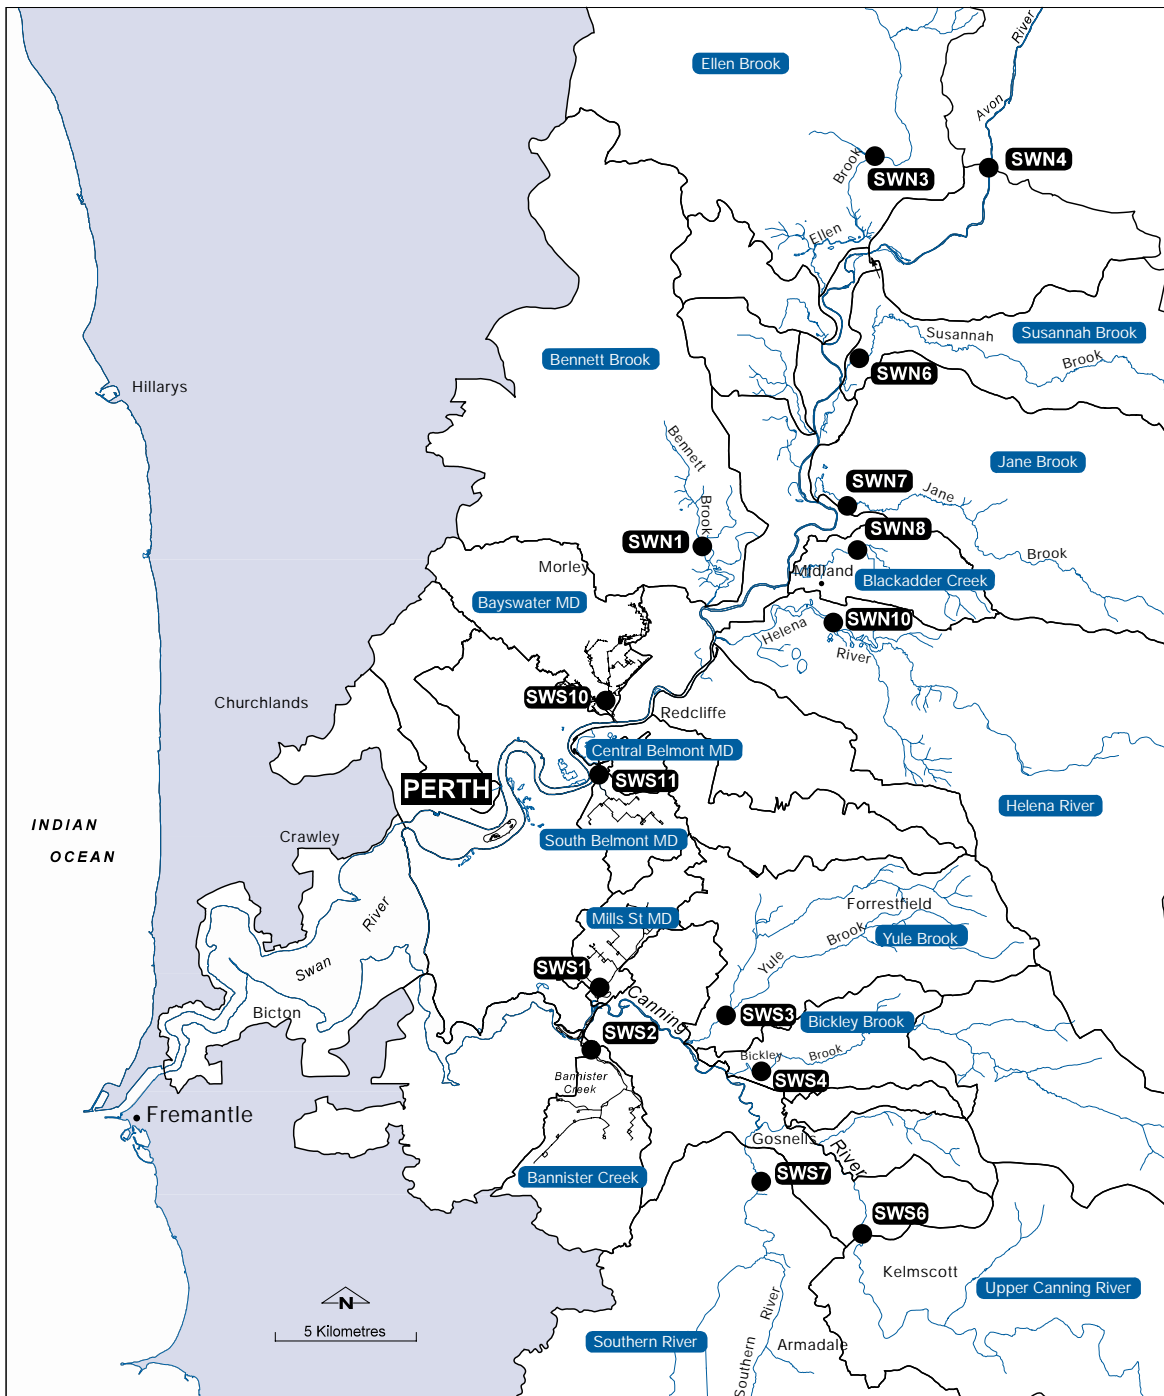 River
Ellen Brook
Avon
SWN4
Brook
SWN3
Ellen
Susannah
Susannah Brook
Bennett Brook
Brook
SWN6
Hillarys
Bennett
Jane Brook
SWN7
Jane
Brook
SWN8
SWN1
Brook
Morley
Midland
Blackadder Creek
Bayswater MD
SWN10
Helena
River
SWS10
Churchlands
Redcliffe
Central Belmont MD
SWS11
PERTH
Helena River
INDIAN
OCEAN
Crawley
South Belmont MD
Forrestfield
River
Mills St MD
Brook
Yule Brook
Swan
SWS1
Yule
Canning
Bicton
SWS3
Bickley Brook
SWS2
Bickley
Brook
Bannister
Creek
SWS4
Fremantle
Gosnells
River
Bannister Creek
SWS7
SWS6
Kelmscott
Upper Canning River
N
River
5 Kilometres
Southern River
Armadale
Southern